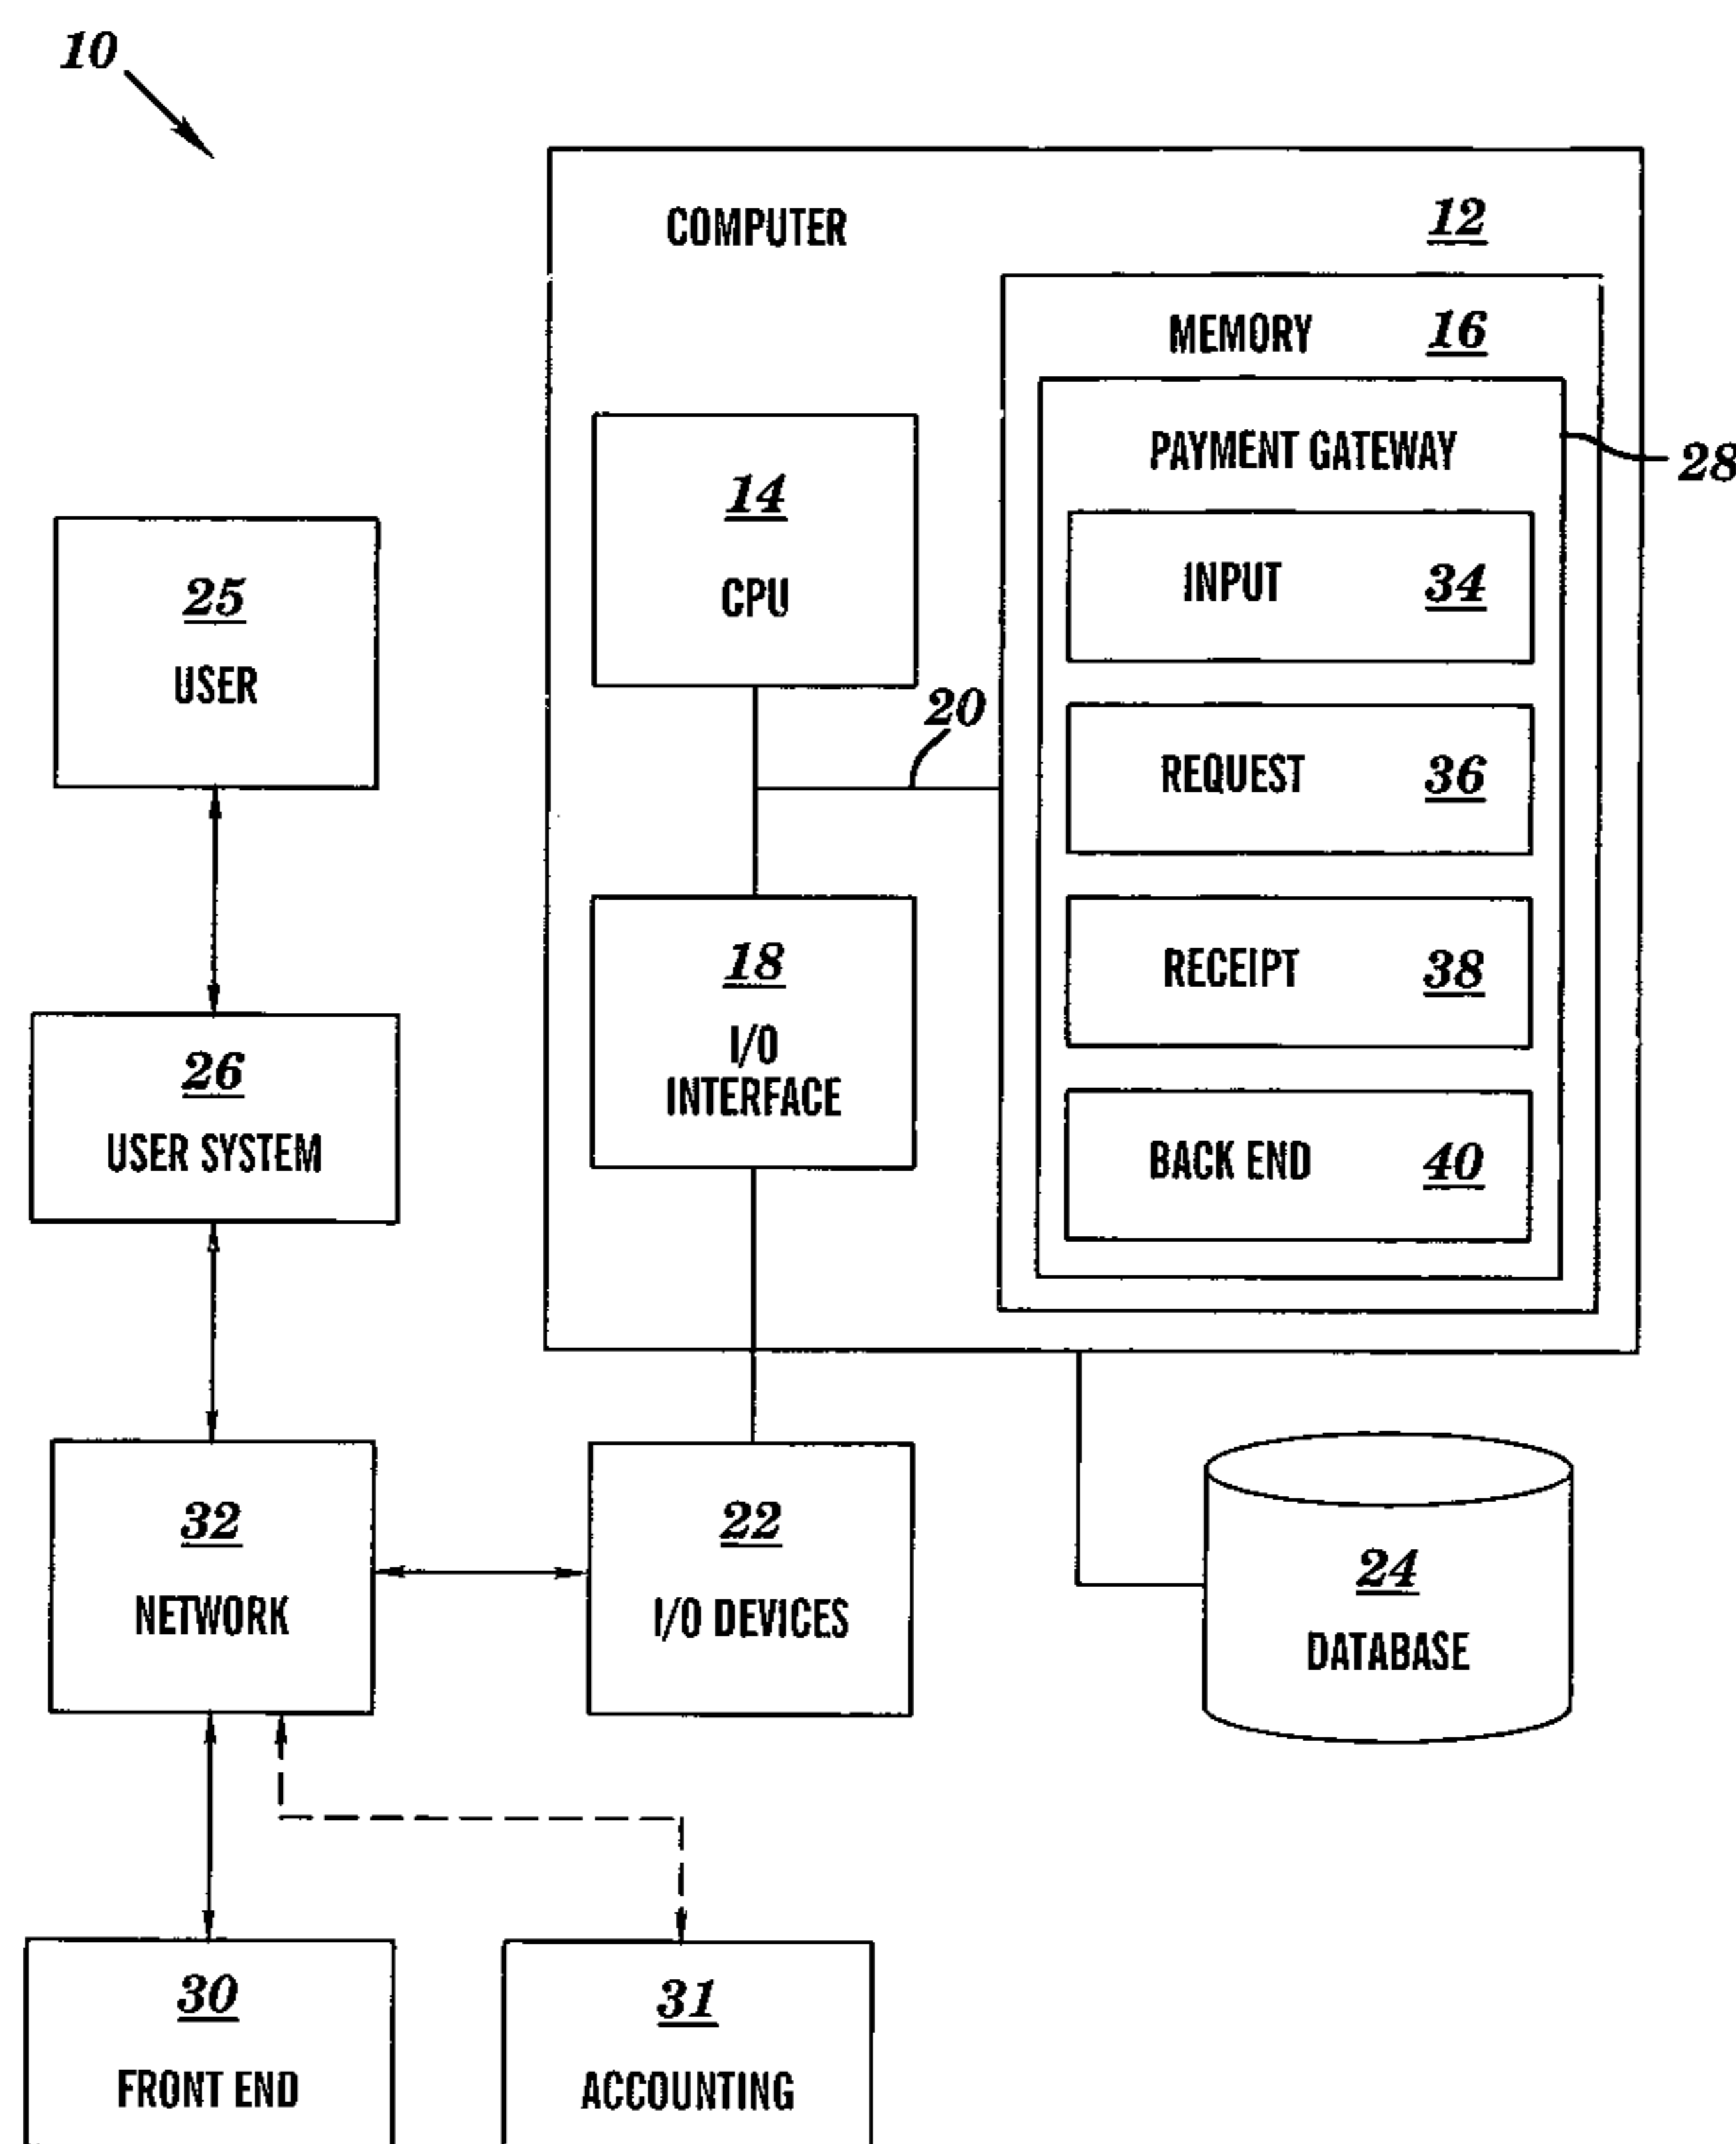 10
COMPUTER 12
MEMORY 16
PAYMENT GATEWAY
28
14
CPU
INPUT 34
25
USER
20
REQUEST 36
18
I/O
INTERFACE
RECEIPT 38
26
USER SYSTEM
BACK END 40
32
NETWORK
22
I/O DEVICES
24
DATABASE
30
FRONT END
31
ACCOUNTING